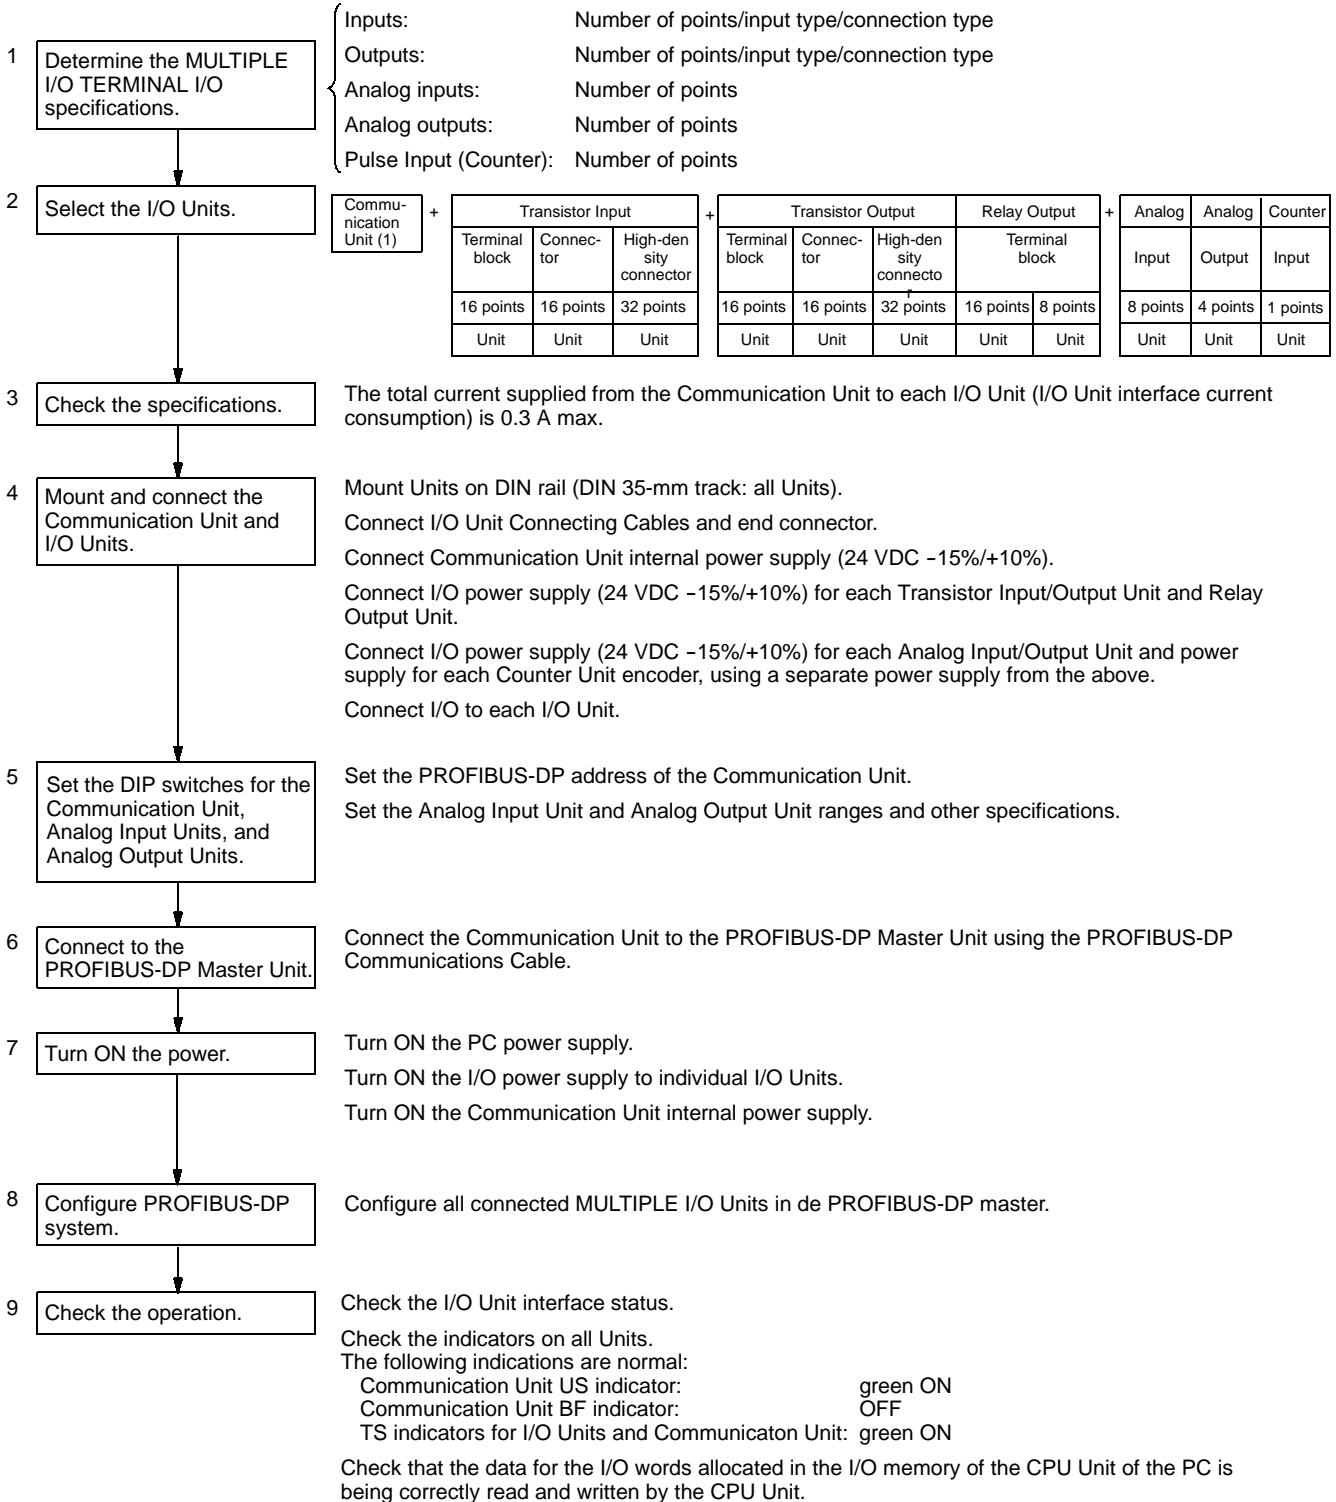 Inputs: Number of points/input type/connection type
1 Determine the MULTIPLE
I/O TERMINAL I/O
specifications.
Outputs: Number of points/input type/connection type
Analog inputs: Number of points
Analog outputs: Number of points
Pulse Input (Counter): Number of points
2 Select the I/O Units.
Commu-
nication
Unit (1)
+ Transistor Input + Transistor Output Relay Output + Analog Analog Counter
Terminal
block
Connec-
tor
High-den
sity
connector
Terminal
block
Connec-
tor
High-den
sity
connecto
r
Terminal
block
Input Output Input
16 points 16 points 32 points 16 points 16 points 32 points 16 points 8 points 8 points 4 points 1 points
Unit Unit Unit Unit Unit Unit Unit Unit Unit Unit Unit
3 Check the specifications.
The total current supplied from the Communication Unit to each I/O Unit (I/O Unit interface current
consumption) is 0.3 A max.
4 Mount and connect the
Communication Unit and
I/O Units.
Mount Units on DIN rail (DIN 35-mm track: all Units).
Connect I/O Unit Connecting Cables and end connector.
Connect Communication Unit internal power supply (24 VDC –15%/+10%).
Connect I/O power supply (24 VDC –15%/+10%) for each Transistor Input/Output Unit and Relay
Output Unit.
Connect I/O power supply (24 VDC –15%/+10%) for each Analog Input/Output Unit and power
supply for each Counter Unit encoder, using a separate power supply from the above.
Connect I/O to each I/O Unit.
5 Set the DIP switches for the
Communication Unit,
Analog Input Units, and
Analog Output Units.
Set the PROFIBUS-DP address of the Communication Unit.
Set the Analog Input Unit and Analog Output Unit ranges and other specifications.
6 Connect to the
PROFIBUS-DP Master Unit.
Connect the Communication Unit to the PROFIBUS-DP Master Unit using the PROFIBUS-DP
Communications Cable.
7 Turn ON the power.
Turn ON the PC power supply.
Turn ON the I/O power supply to individual I/O Units.
Turn ON the Communication Unit internal power supply.
8 Configure PROFIBUS-DP
system.
Configure all connected MULTIPLE I/O Units in de PROFIBUS-DP master.
9 Check the operation.
Check the I/O Unit interface status.
Check the indicators on all Units.
The following indications are normal:
Communication Unit US indicator: green ON
Communication Unit BF indicator: OFF
TS indicators for I/O Units and Communicaton Unit: green ON
Check that the data for the I/O words allocated in the I/O memory of the CPU Unit of the PC is
being correctly read and written by the CPU Unit.